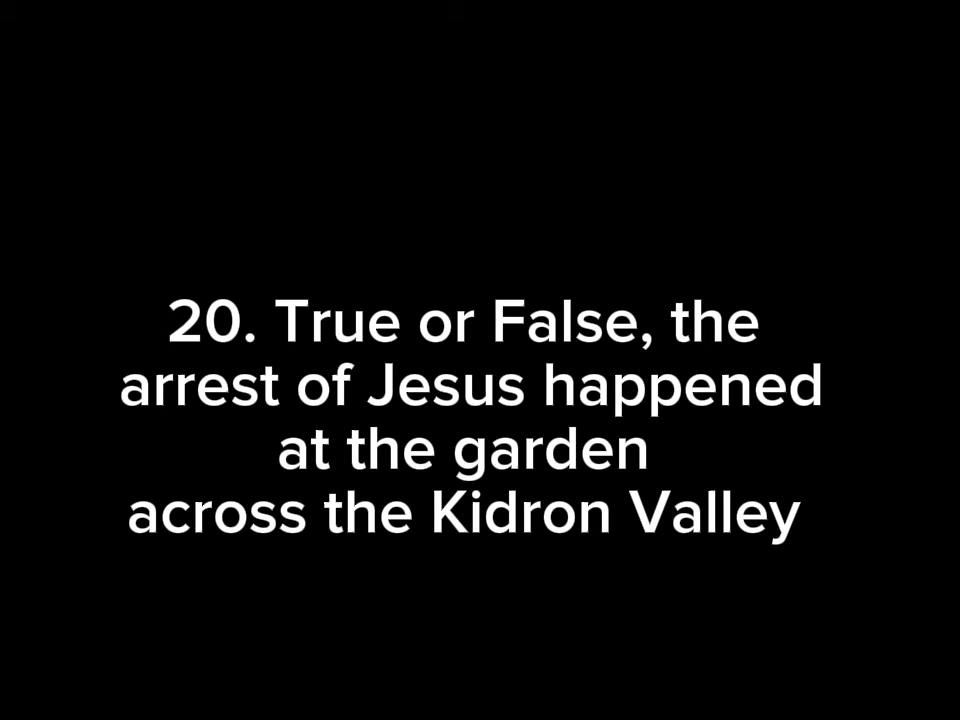 20. True or False, the
arrest of Jesus happened
at the garden
across the Kidron Valley